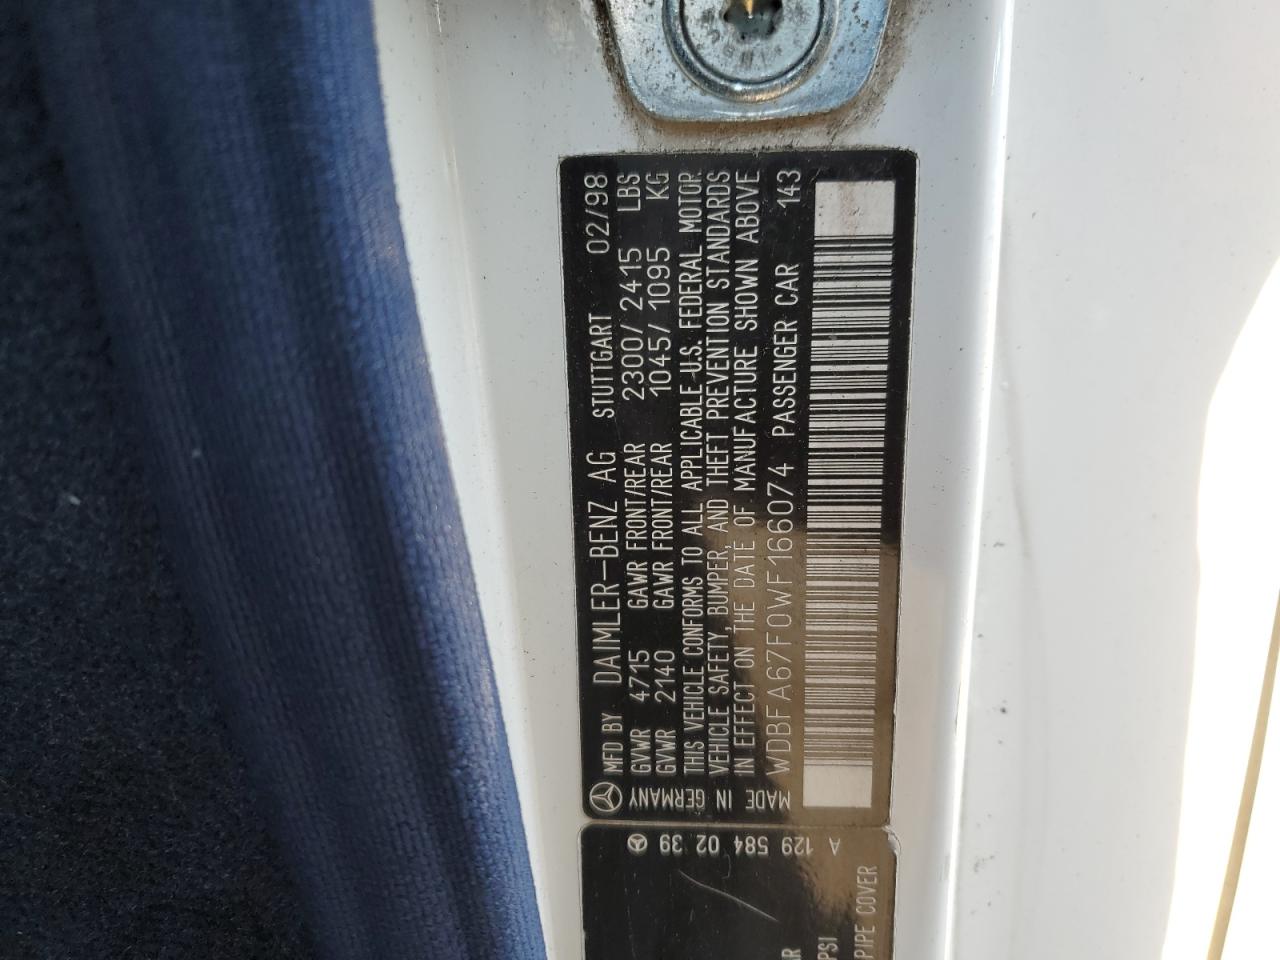 MFD BY DAIMLER-BENZ AG STUTTGART 02/98
GVWR 4715 GAWR FRONT/REAR 2300/2415 LBS
GVWR 2140 GAWR FRONT/REAR 1045/1095 KG
THIS VEHICLE CONFORMS TO ALL APPLICABLE U.S. FEDERAL MOTOR
VEHICLE SAFETY, BUMPER, AND THEFT PREVENTION STANDARDS
IN EFFECT ON THE DATE OF MANUFACTURE SHOWN ABOVE
WDBFA67F0WF166074 PASSENGER CAR 143
MADE IN GERMANY
A 129 584 02 39
PSI
PIPE COVER